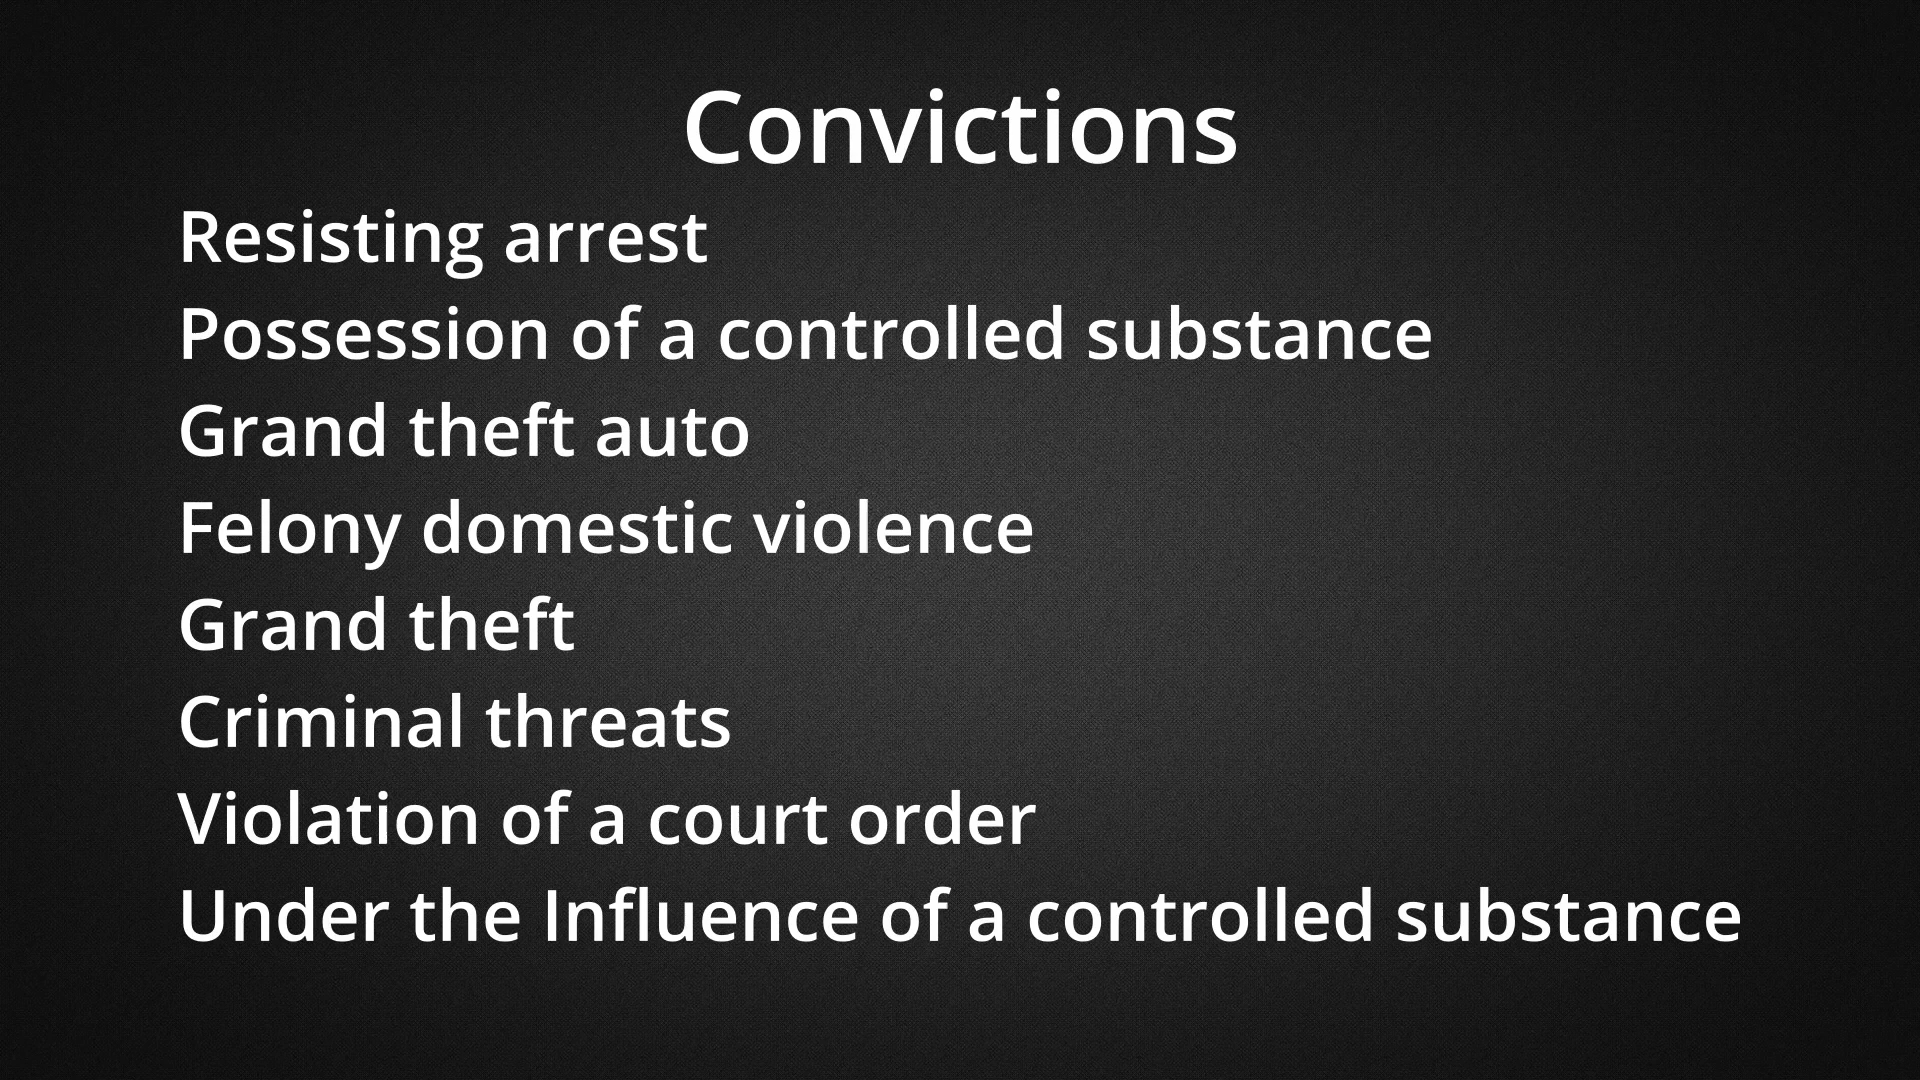 Convictions
Resisting arrest
Possession of a controlled substance
Grand theft auto
Felony domestic violence
Grand theft
Criminal threats
Violation of a court order
Under the Influence of a controlled substance